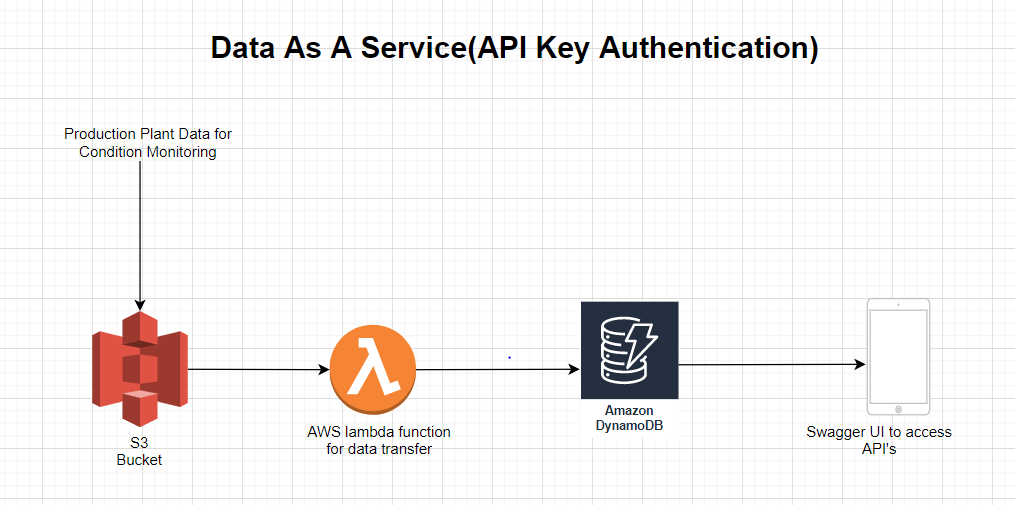 Data As A Service(API Key Authentication)
Production Plant Data for
Condition Monitoring
S3
Bucket
AWS lambda function
for data transfer
Amazon
DynamoDB
Swagger UI to access
API's